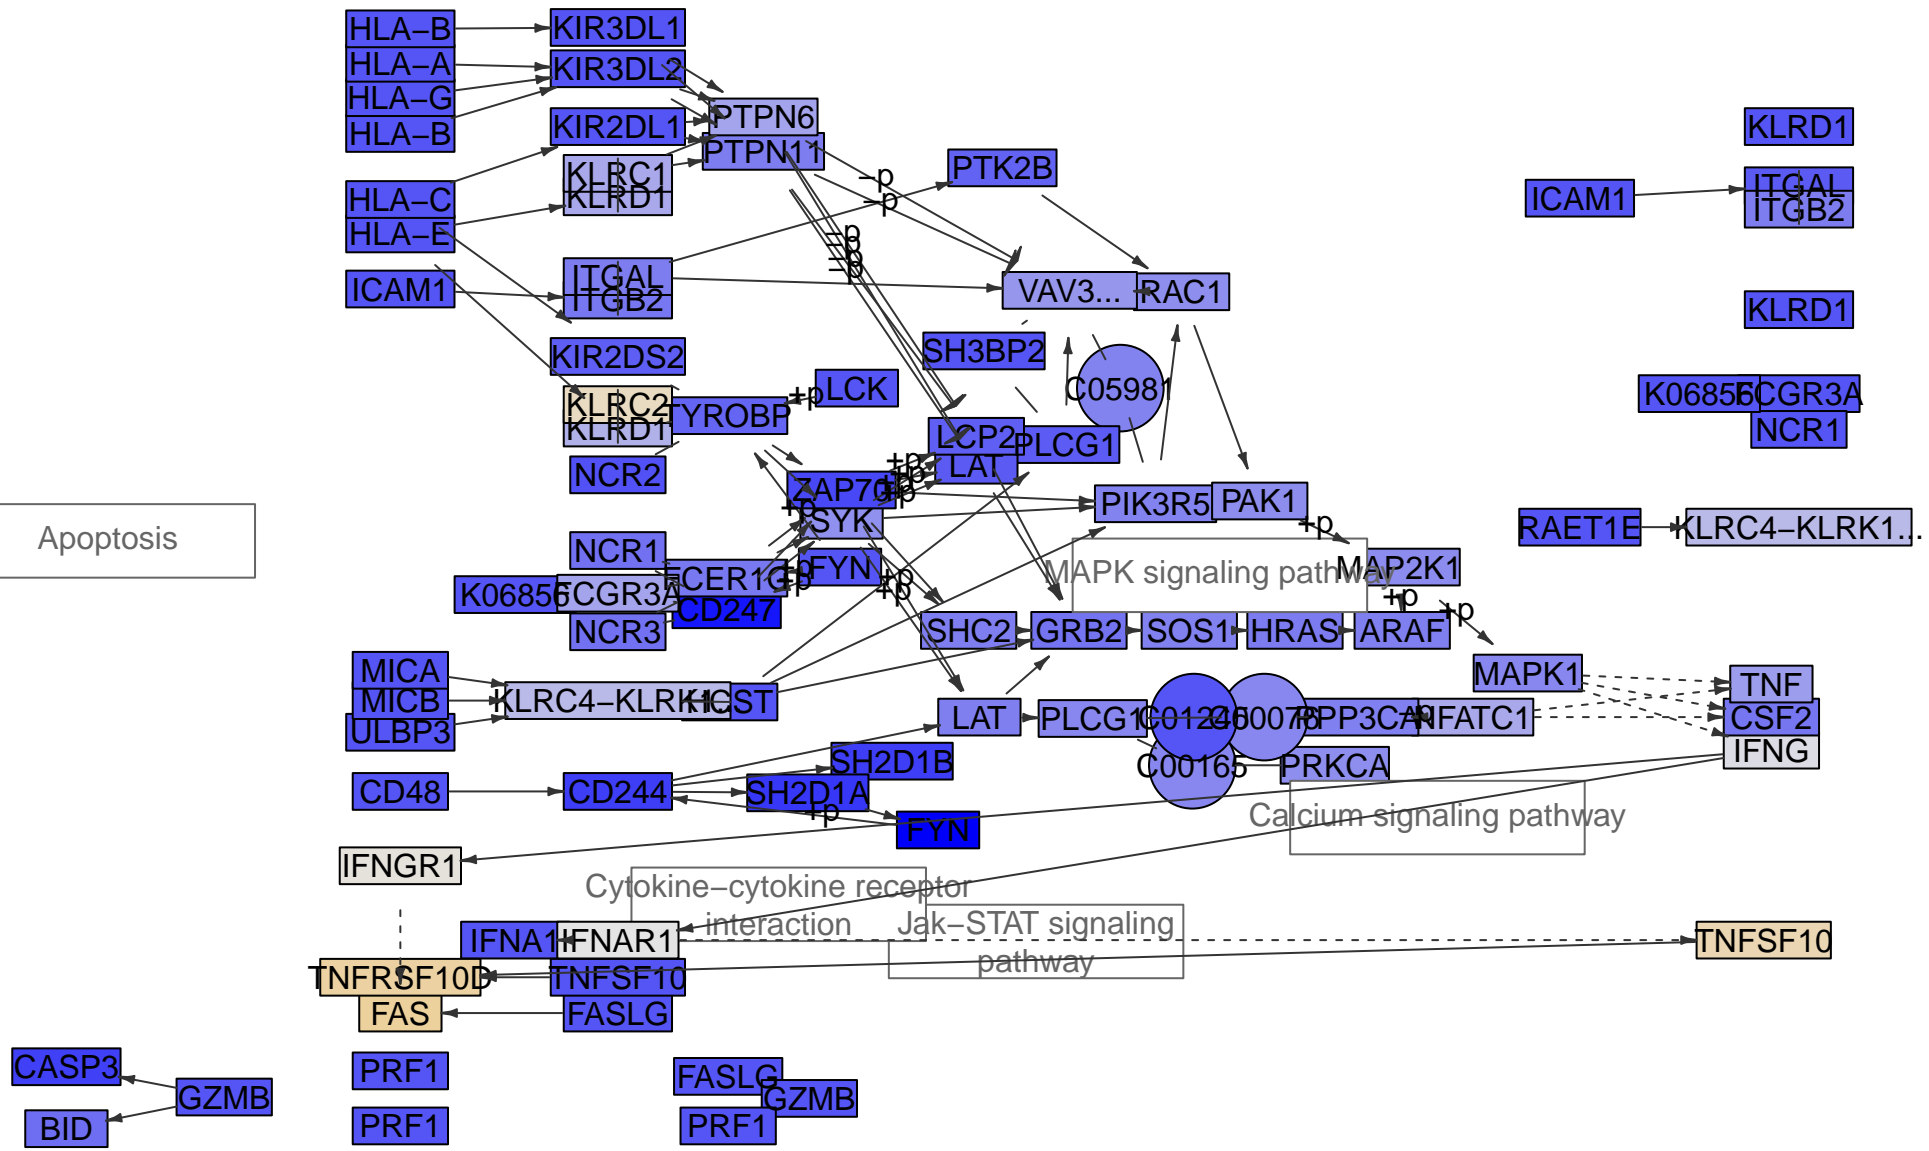 HLA−B
KIR3DL1
HLA−A
KIR3DL2
HLA−G
HLA−B
PTPN6
KIR2DL1
PTPN11
KLRD1
KLRC1
KLRD1
PTK2B
−p
−p
ITGAL
ITGB2
ICAM1
HLA−C
HLA−E
−p
−p
−p
−p
ITGAL
ITGB2
ICAM1
VAV3...
RAC1
KLRD1
KIR2DS2
SH3BP2
C05981
LCK
+p
KLRC2
KLRD1
TYROBP
K06856
FCGR3A
NCR1
LCP2
PLCG1
LAT
NCR2
+p
+p
+p
+p
ZAP70
SYK
+p
PIK3R5
PAK1
+p
RAET1E
KLRC4−KLRK1...
Apoptosis
NCR1
FCER1G
+p
+p
FYN
+p
+p
MAPK signaling pathway
MAP2K1
K06856
FCGR3A
CD247
NCR3
+p
+p
SHC2
GRB2
SOS1
HRAS
ARAF
MICA
MICB
ULBP3
KLRC4−KLRK1...
HCST
MAPK1
TNF
CSF2
IFNG
LAT
PLCG1
C01245
C00076
PPP3CA
−p
NFATC1
C00165
PRKCA
SH2D1B
CD48
CD244
SH2D1A
+p
FYN
Calcium signaling pathway
IFNGR1
Cytokine−cytokine receptor
interaction
Jak−STAT signaling
pathway
IFNA1
IFNAR1
TNFSF10
TNFRSF10D
TNFSF10
FAS
FASLG
CASP3
GZMB
BID
PRF1
PRF1
FASLG
GZMB
PRF1